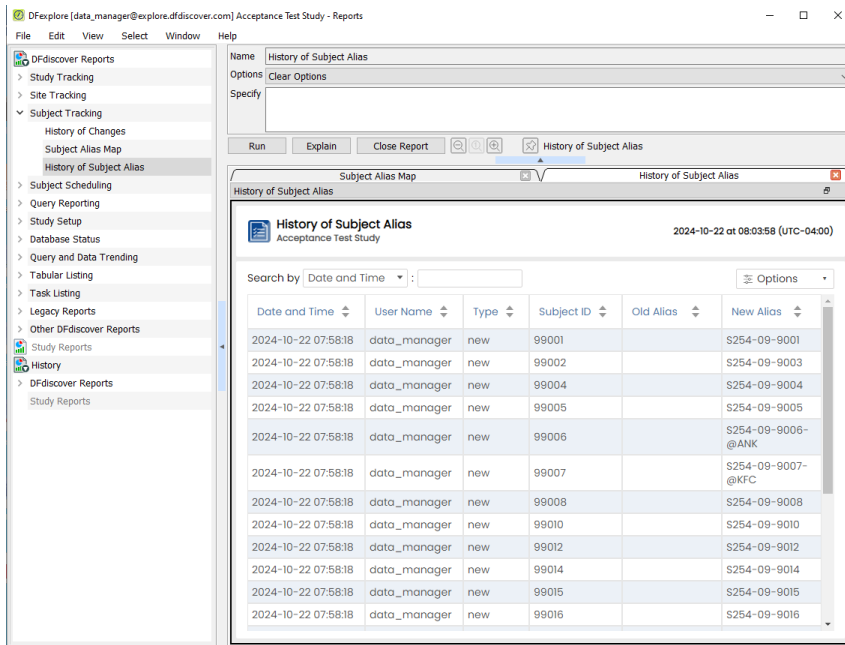 DFexplore [data_manager@explore.dfdiscover.com] Acceptance Test Study - Reports
File Edit View Select Window Help
DFdiscover Reports
Study Tracking
Site Tracking
Subject Tracking
History of Changes
Subject Alias Map
History of Subject Alias
Subject Scheduling
Query Reporting
Study Setup
Database Status
Query and Data Trending
Tabular Listing
Task Listing
Legacy Reports
Other DFdiscover Reports
Study Reports
History
DFdiscover Reports
Study Reports
Name History of Subject Alias
Options Clear Options
Specify
Run Explain Close Report History of Subject Alias
Subject Alias Map History of Subject Alias
History of Subject Alias
History of Subject Alias
Acceptance Test Study
2024-10-22 at 08:03:58 (UTC-04:00)
Search by Date and Time : Options
Date and Time User Name Type Subject ID Old Alias New Alias
2024-10-22 07:58:18 data_manager new 99001 S254-09-9001
2024-10-22 07:58:18 data_manager new 99002 S254-09-9003
2024-10-22 07:58:18 data_manager new 99004 S254-09-9004
2024-10-22 07:58:18 data_manager new 99005 S254-09-9005
2024-10-22 07:58:18 data_manager new 99006 S254-09-9006-
@ANK
2024-10-22 07:58:18 data_manager new 99007 S254-09-9007-
@KFC
2024-10-22 07:58:18 data_manager new 99008 S254-09-9008
2024-10-22 07:58:18 data_manager new 99010 S254-09-9010
2024-10-22 07:58:18 data_manager new 99012 S254-09-9012
2024-10-22 07:58:18 data_manager new 99014 S254-09-9014
2024-10-22 07:58:18 data_manager new 99015 S254-09-9015
2024-10-22 07:58:18 data_manager new 99016 S254-09-9016